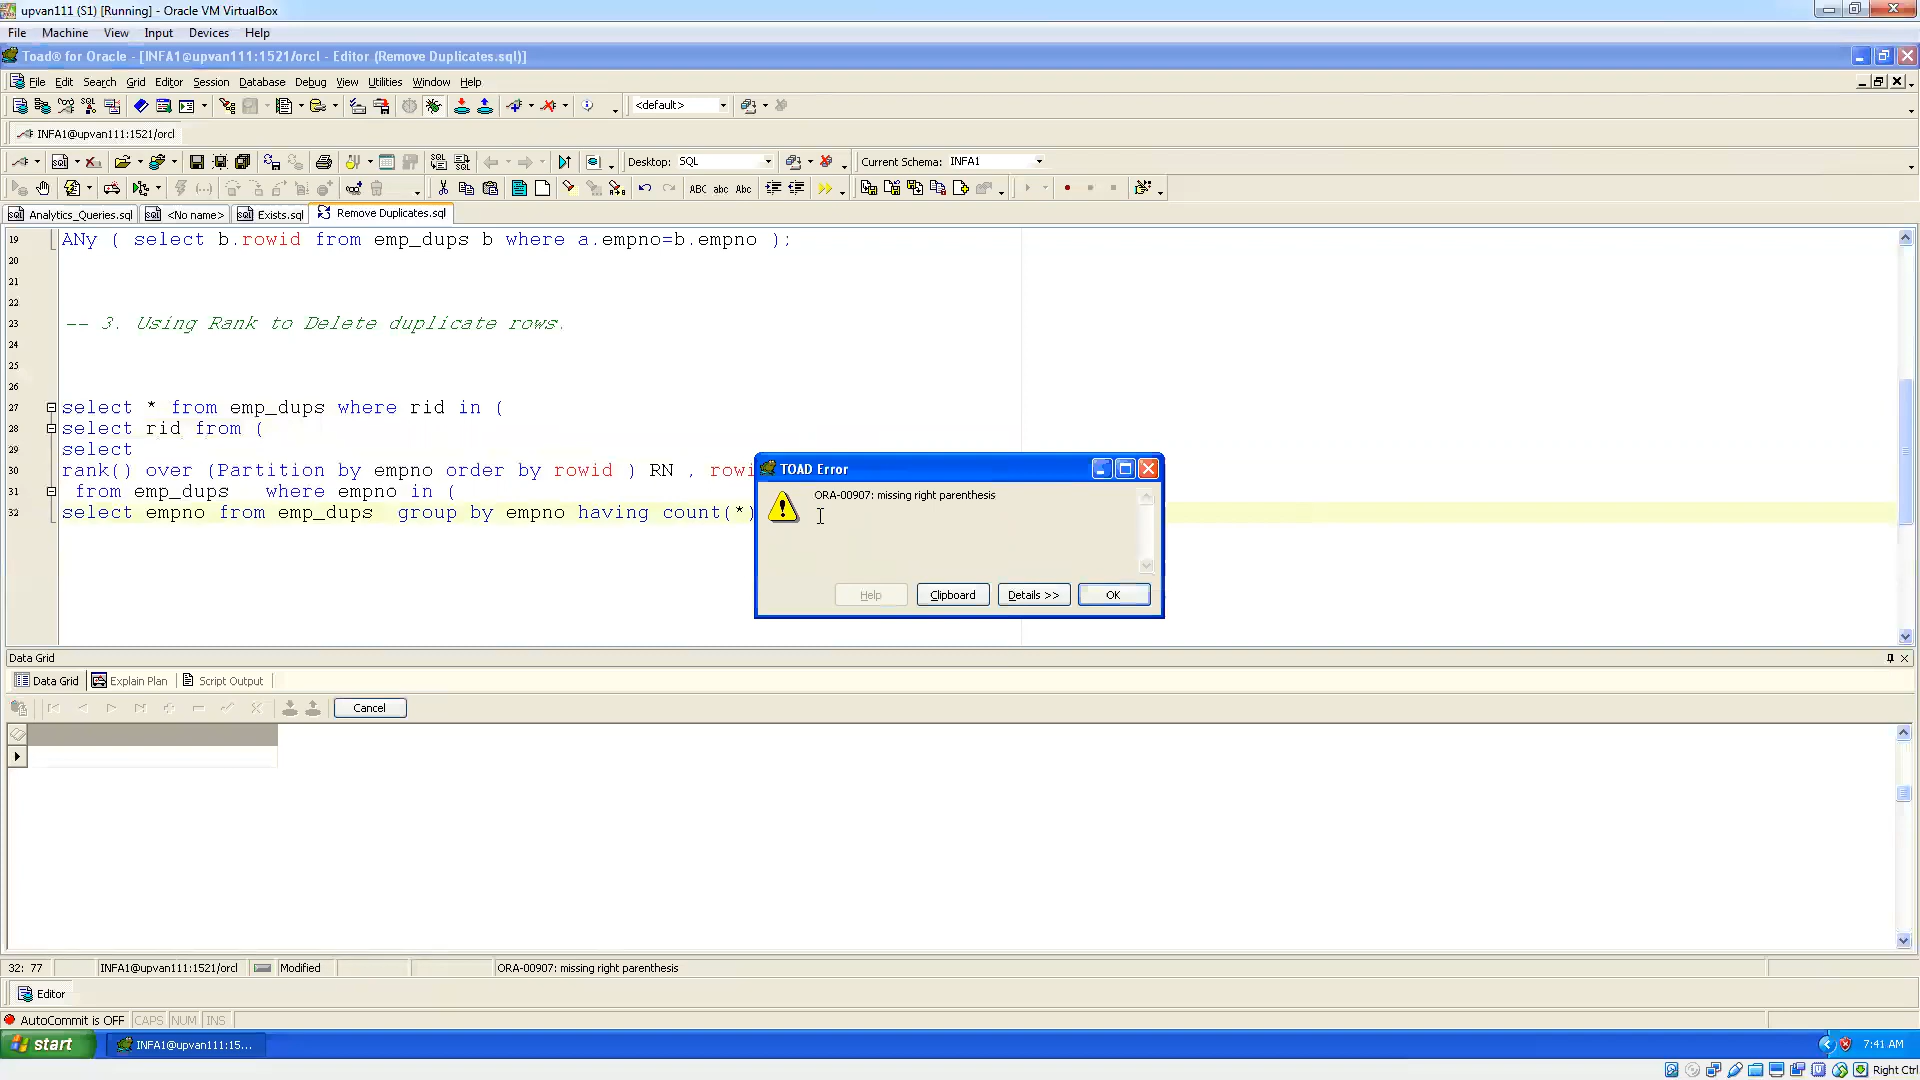 upvan111 (S1) [Running] - Oracle VM VirtualBox
File Machine View Input Devices Help
Toad® for Oracle - [INFA1@upvan111:1521/orcl - Editor (Remove Duplicates.sql)]
File Edit Search Grid Editor Session Database Debug View Utilities Window Help
<default>
INFA1@upvan111:1521/orcl
Desktop: SQL Current Schema: INFA1
ABC abc Abc
Analytics_Queries.sql <No name> Exists.sql Remove Duplicates.sql
19 ANy ( select b.rowid from emp_dups b where a.empno=b.empno );
20
21
22
23 -- 3. Using Rank to Delete duplicate rows.
24
25
26
27 select * from emp_dups where rid in (
28 select rid from (
29 select
30 rank() over (Partition by empno order by rowid ) RN , rowi
31 from emp_dups where empno in (
32 select empno from emp_dups group by empno having count(*)
TOAD Error
ORA-00907: missing right parenthesis
Help Clipboard Details >> OK
Data Grid
Data Grid Explain Plan Script Output
Cancel
32: 77 INFA1@upvan111:1521/orcl Modified ORA-00907: missing right parenthesis
Editor
AutoCommit is OFF CAPS NUM INS
start INFA1@upvan111:15... 7:41 AM
Right Ctrl